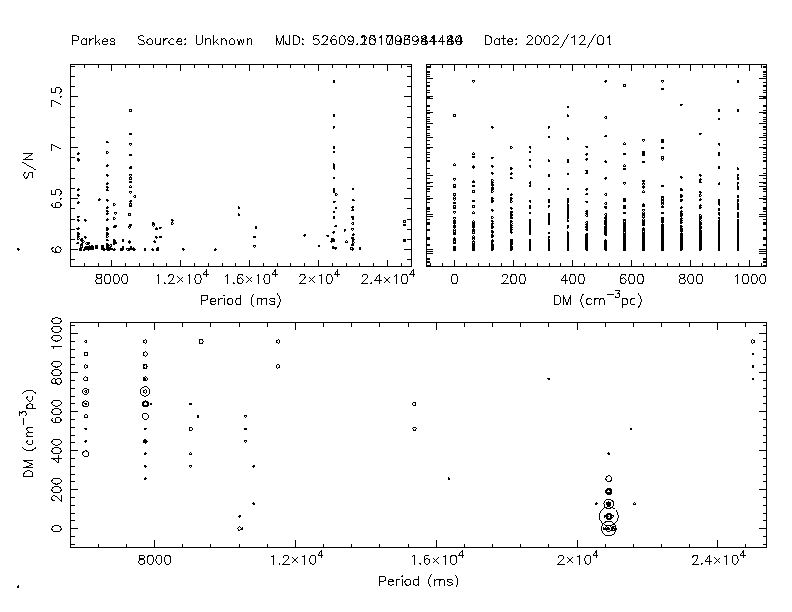 Parkes Source: Unknown MJD: Date: 2002/12/01
7.5
7
6.5
6
S/N
8000 1.2×10⁴ 1.6×10⁴ 2×10⁴ 2.4×10⁴
Period (ms)
0 200 400 600 800 1000
DM (cm⁻³pc)
1000
800
600
400
200
0
DM (cm⁻³pc)
8000 1.2×10⁴ 1.6×10⁴ 2×10⁴ 2.4×10⁴
Period (ms)